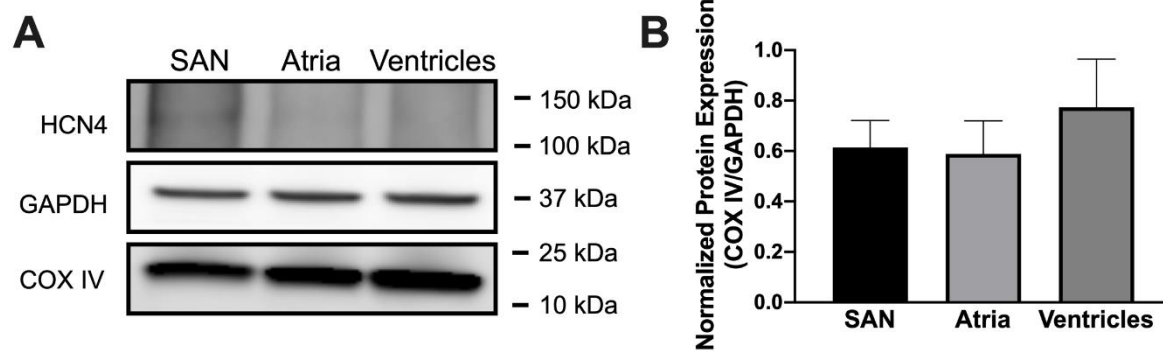 A
SAN Atria Ventricles
HCN4
GAPDH
COX IV
– 150 kDa
– 100 kDa
– 37 kDa
– 25 kDa
– 10 kDa
B
Normalized Protein Expression
(COX IV/GAPDH)
1.0
0.8
0.6
0.4
0.2
0.0
SAN Atria Ventricles